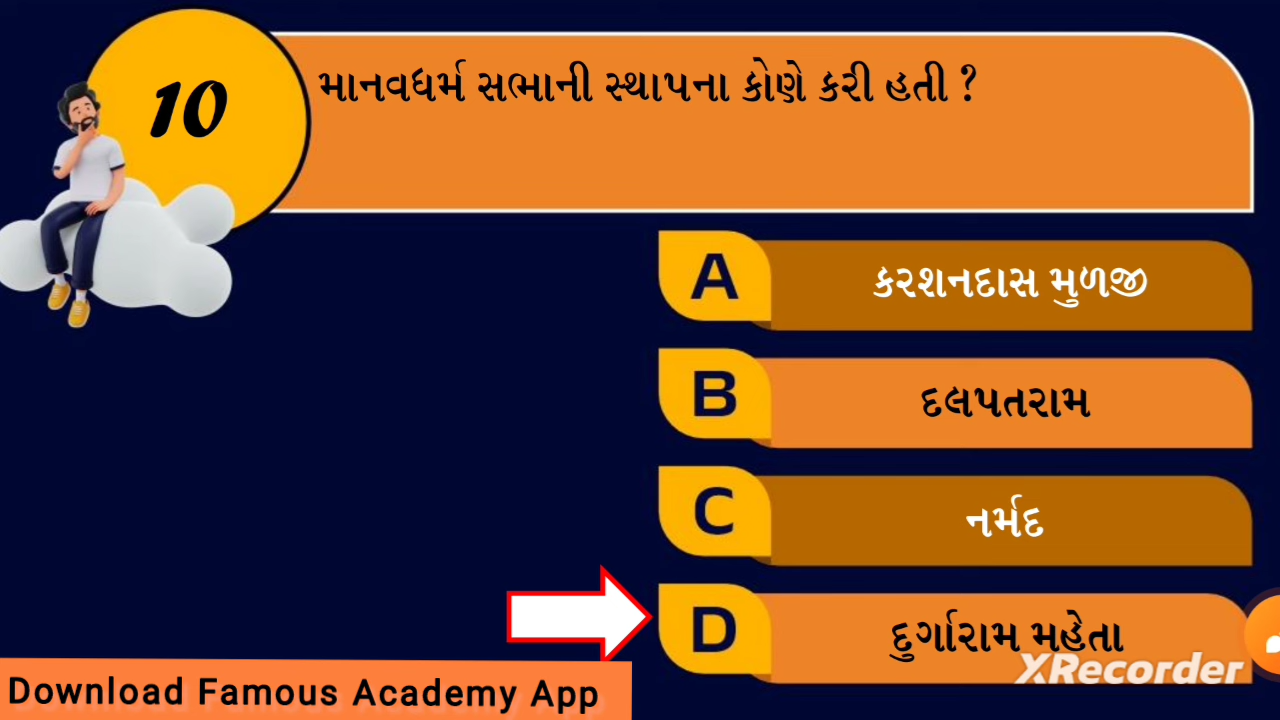 10
માનવધર્મ સભાની સ્થાપના કોણે કરી હતી ?
A
કરશનદાસ મુળજી
B
દલપતરામ
C
નર્મદ
D
દુર્ગારામ મહેતા
XRecorder
Download Famous Academy App